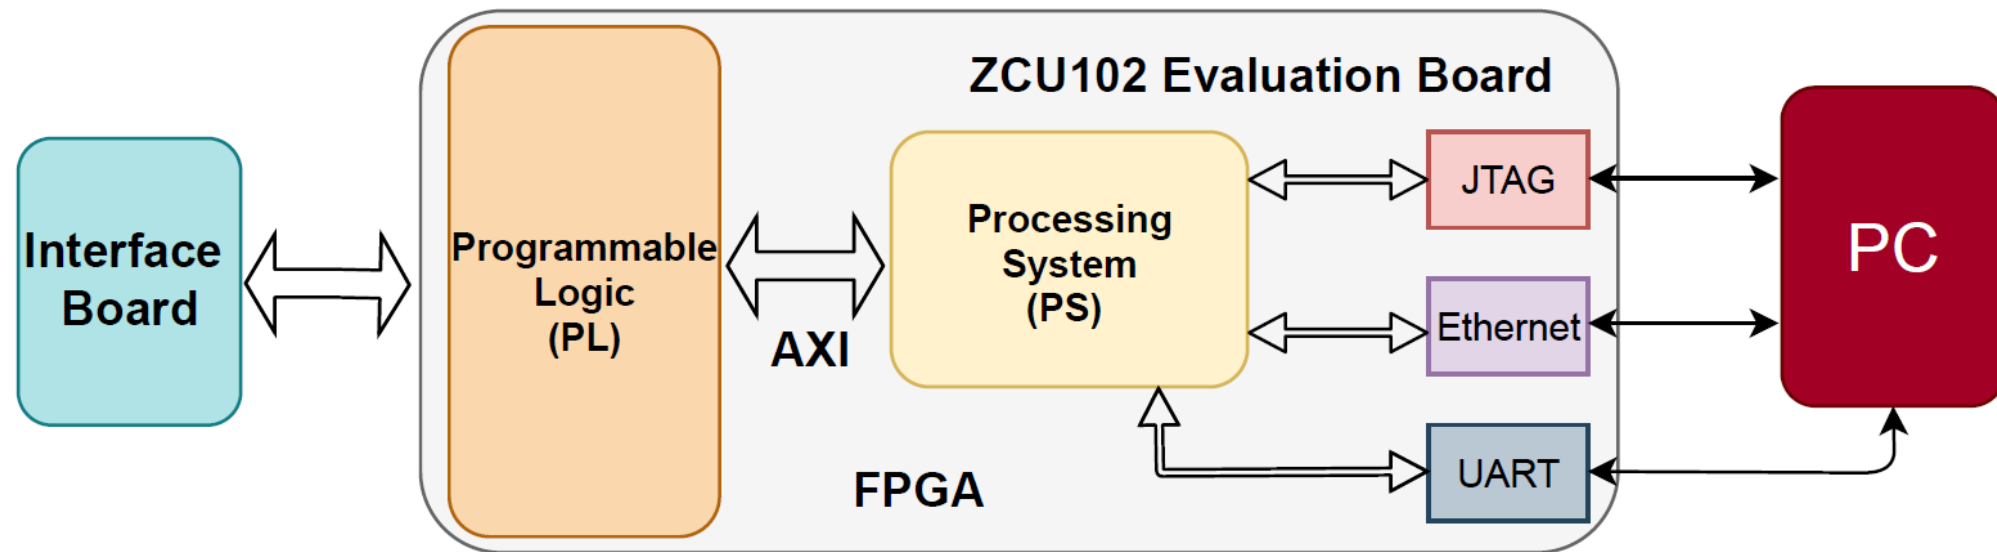 Interface
Board
Programmable
Logic
(PL)
AXI
ZCU102 Evaluation Board
Processing
System
(PS)
FPGA
JTAG
Ethernet
UART
PC